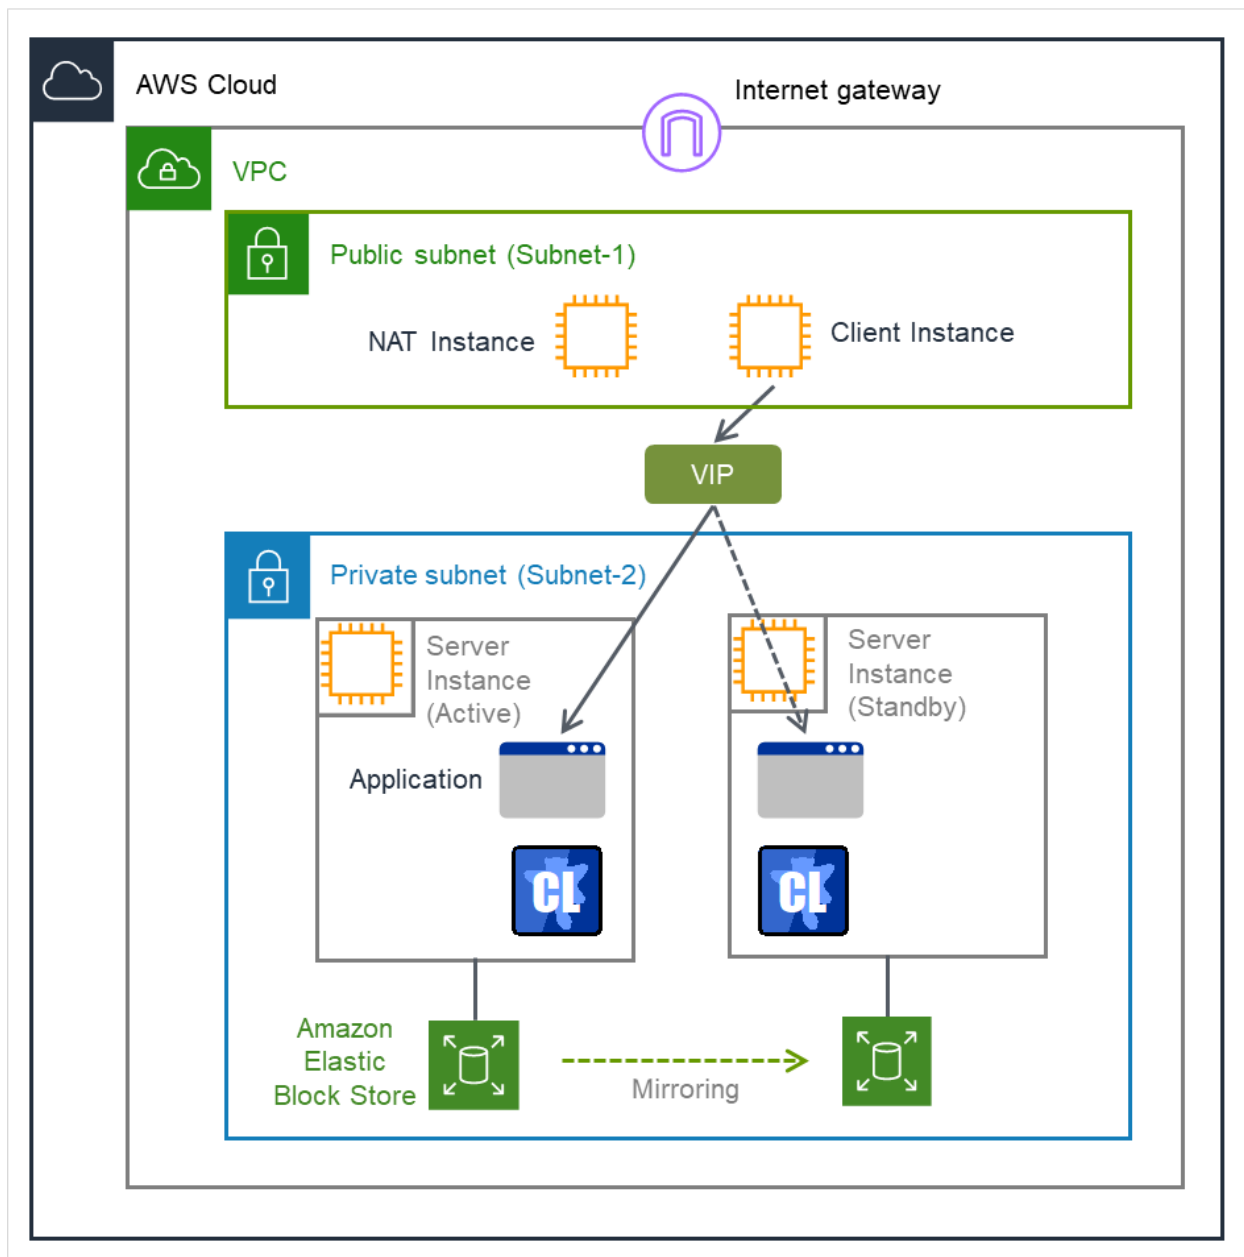 AWS Cloud
Internet gateway
VPC
Public subnet (Subnet-1)
NAT Instance
Client Instance
VIP
Private subnet (Subnet-2)
Server
Instance
(Active)
Server
Instance
(Standby)
Application
CL
CL
Amazon
Elastic
Block Store
Mirroring